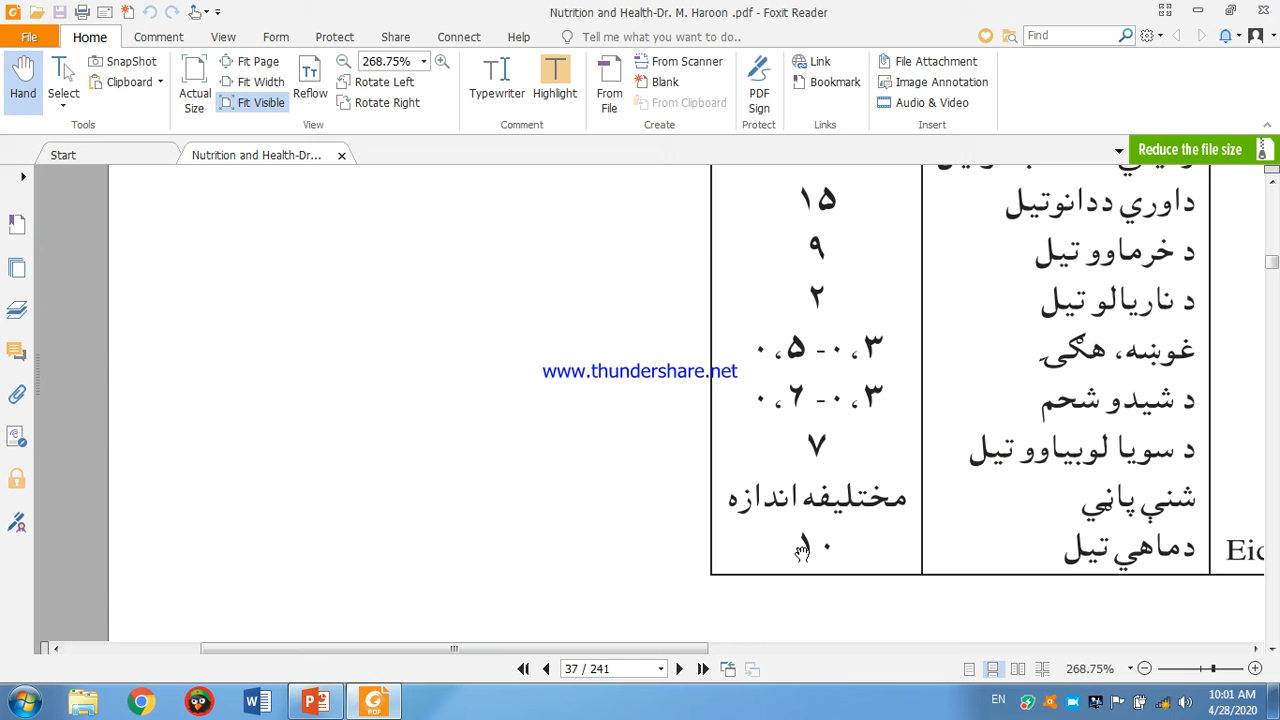 Nutrition and Health-Dr. M. Haroon .pdf - Foxit Reader
File Home Comment View Form Protect Share Connect Help Tell me what you want to do.. Find
Hand Select SnapShot Clipboard Actual Size Fit Page Fit Width Fit Visible Reflow 268.75% Rotate Left Rotate Right Typewriter Highlight From File From Scanner Blank From Clipboard PDF Sign Link Bookmark File Attachment Image Annotation Audio & Video
Tools View Comment Create Protect Links Insert
Start Nutrition and Health-Dr... Reduce the file size
داوري ددانوتيل ۱۵
د خرماوو تيل ۹
د ناريالو تيل ۲
غوښه، هګۍ ۰،۳ - ۰،۵
www.thundershare.net
د شيدو شحم ۰،۳ - ۰،۶
د سويا لوبياوو تيل ۷
شنې پاڼې مختليفه اندازه
دماهي تيل ۱۰
Eic
37 / 241 268.75%
EN 10:01 AM
4/28/2020